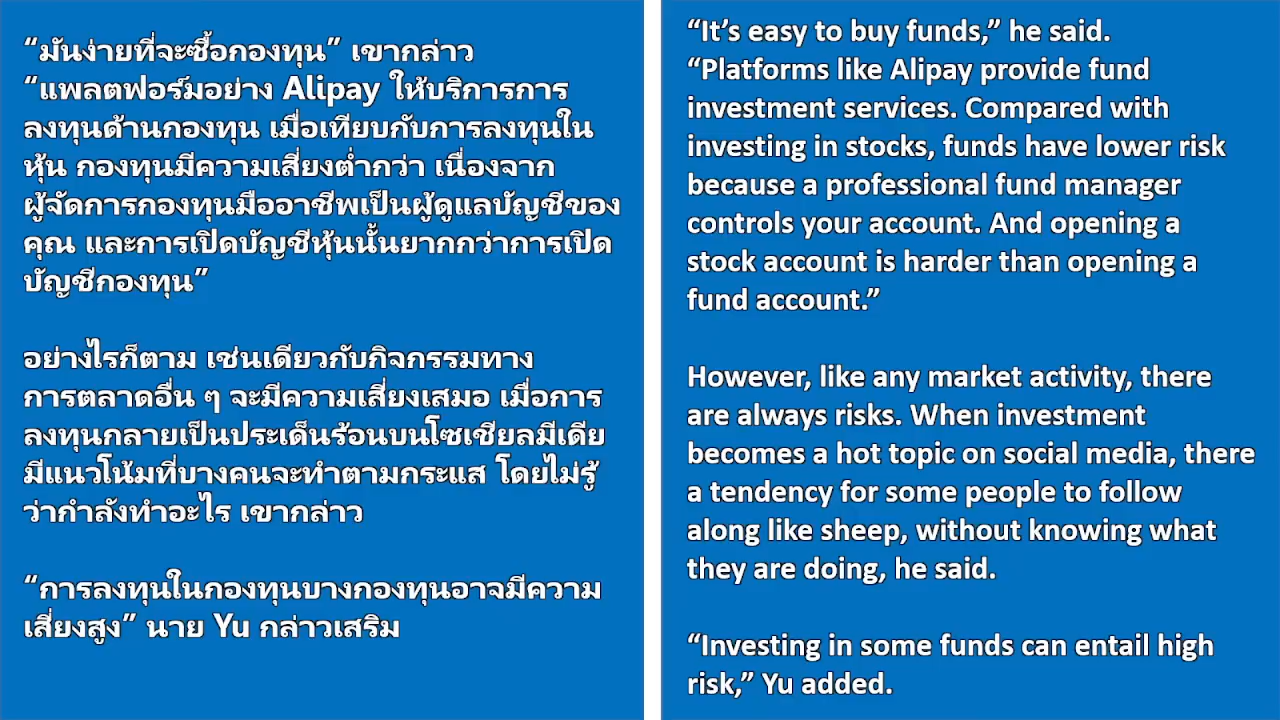 “มันง่ายที่จะซื้อกองทุน” เขากล่าว
“แพลตฟอร์มอย่าง Alipay ให้บริการการ
ลงทุนด้านกองทุน เมื่อเทียบกับการลงทุนใน
หุ้น กองทุนมีความเสี่ยงต่ำกว่า เนื่องจาก
ผู้จัดการกองทุนมืออาชีพเป็นผู้ดูแลบัญชีของ
คุณ และการเปิดบัญชีหุ้นนั้นยากกว่าการเปิด
บัญชีกองทุน”
อย่างไรก็ตาม เช่นเดียวกับกิจกรรมทาง
การตลาดอื่น ๆ จะมีความเสี่ยงเสมอ เมื่อการ
ลงทุนกลายเป็นประเด็นร้อนบนโซเชียลมีเดีย
มีแนวโน้มที่บางคนจะทำตามกระแส โดยไม่รู้
ว่ากำลังทำอะไร เขากล่าว
“การลงทุนในกองทุนบางกองทุนอาจมีความ
เสี่ยงสูง” นาย Yu กล่าวเสริม
“It’s easy to buy funds,” he said.
“Platforms like Alipay provide fund
investment services. Compared with
investing in stocks, funds have lower risk
because a professional fund manager
controls your account. And opening a
stock account is harder than opening a
fund account.”
However, like any market activity, there
are always risks. When investment
becomes a hot topic on social media, there
a tendency for some people to follow
along like sheep, without knowing what
they are doing, he said.
“Investing in some funds can entail high
risk,” Yu added.